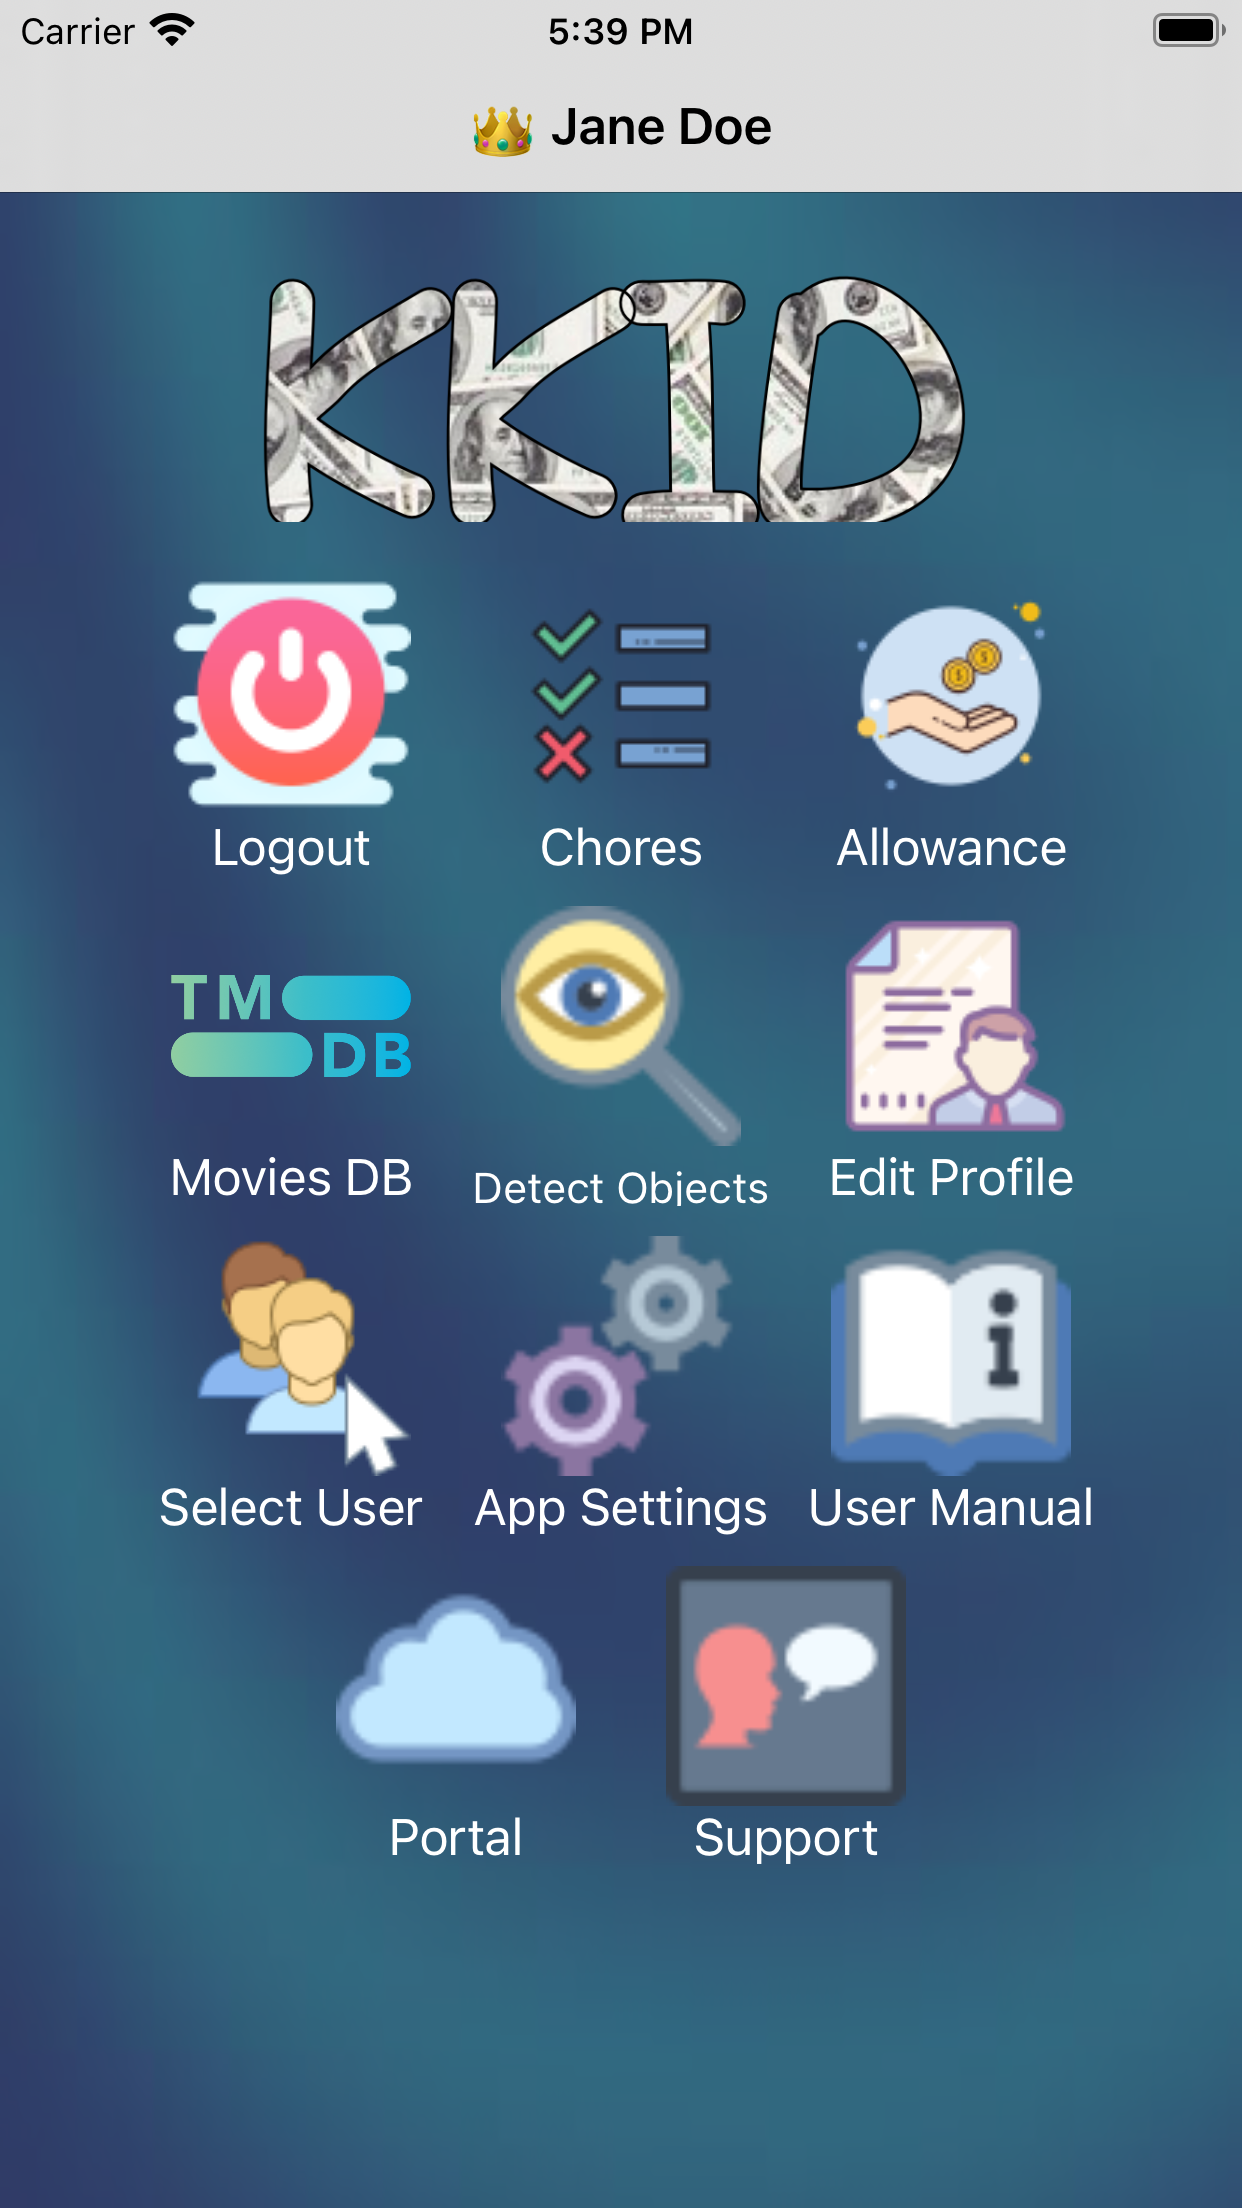 Carrier 5:39 PM
👑 Jane Doe
KKID
Logout Chores Allowance
TM
DB
Movies DB Detect Objects Edit Profile
i
Select User App Settings User Manual
Portal Support